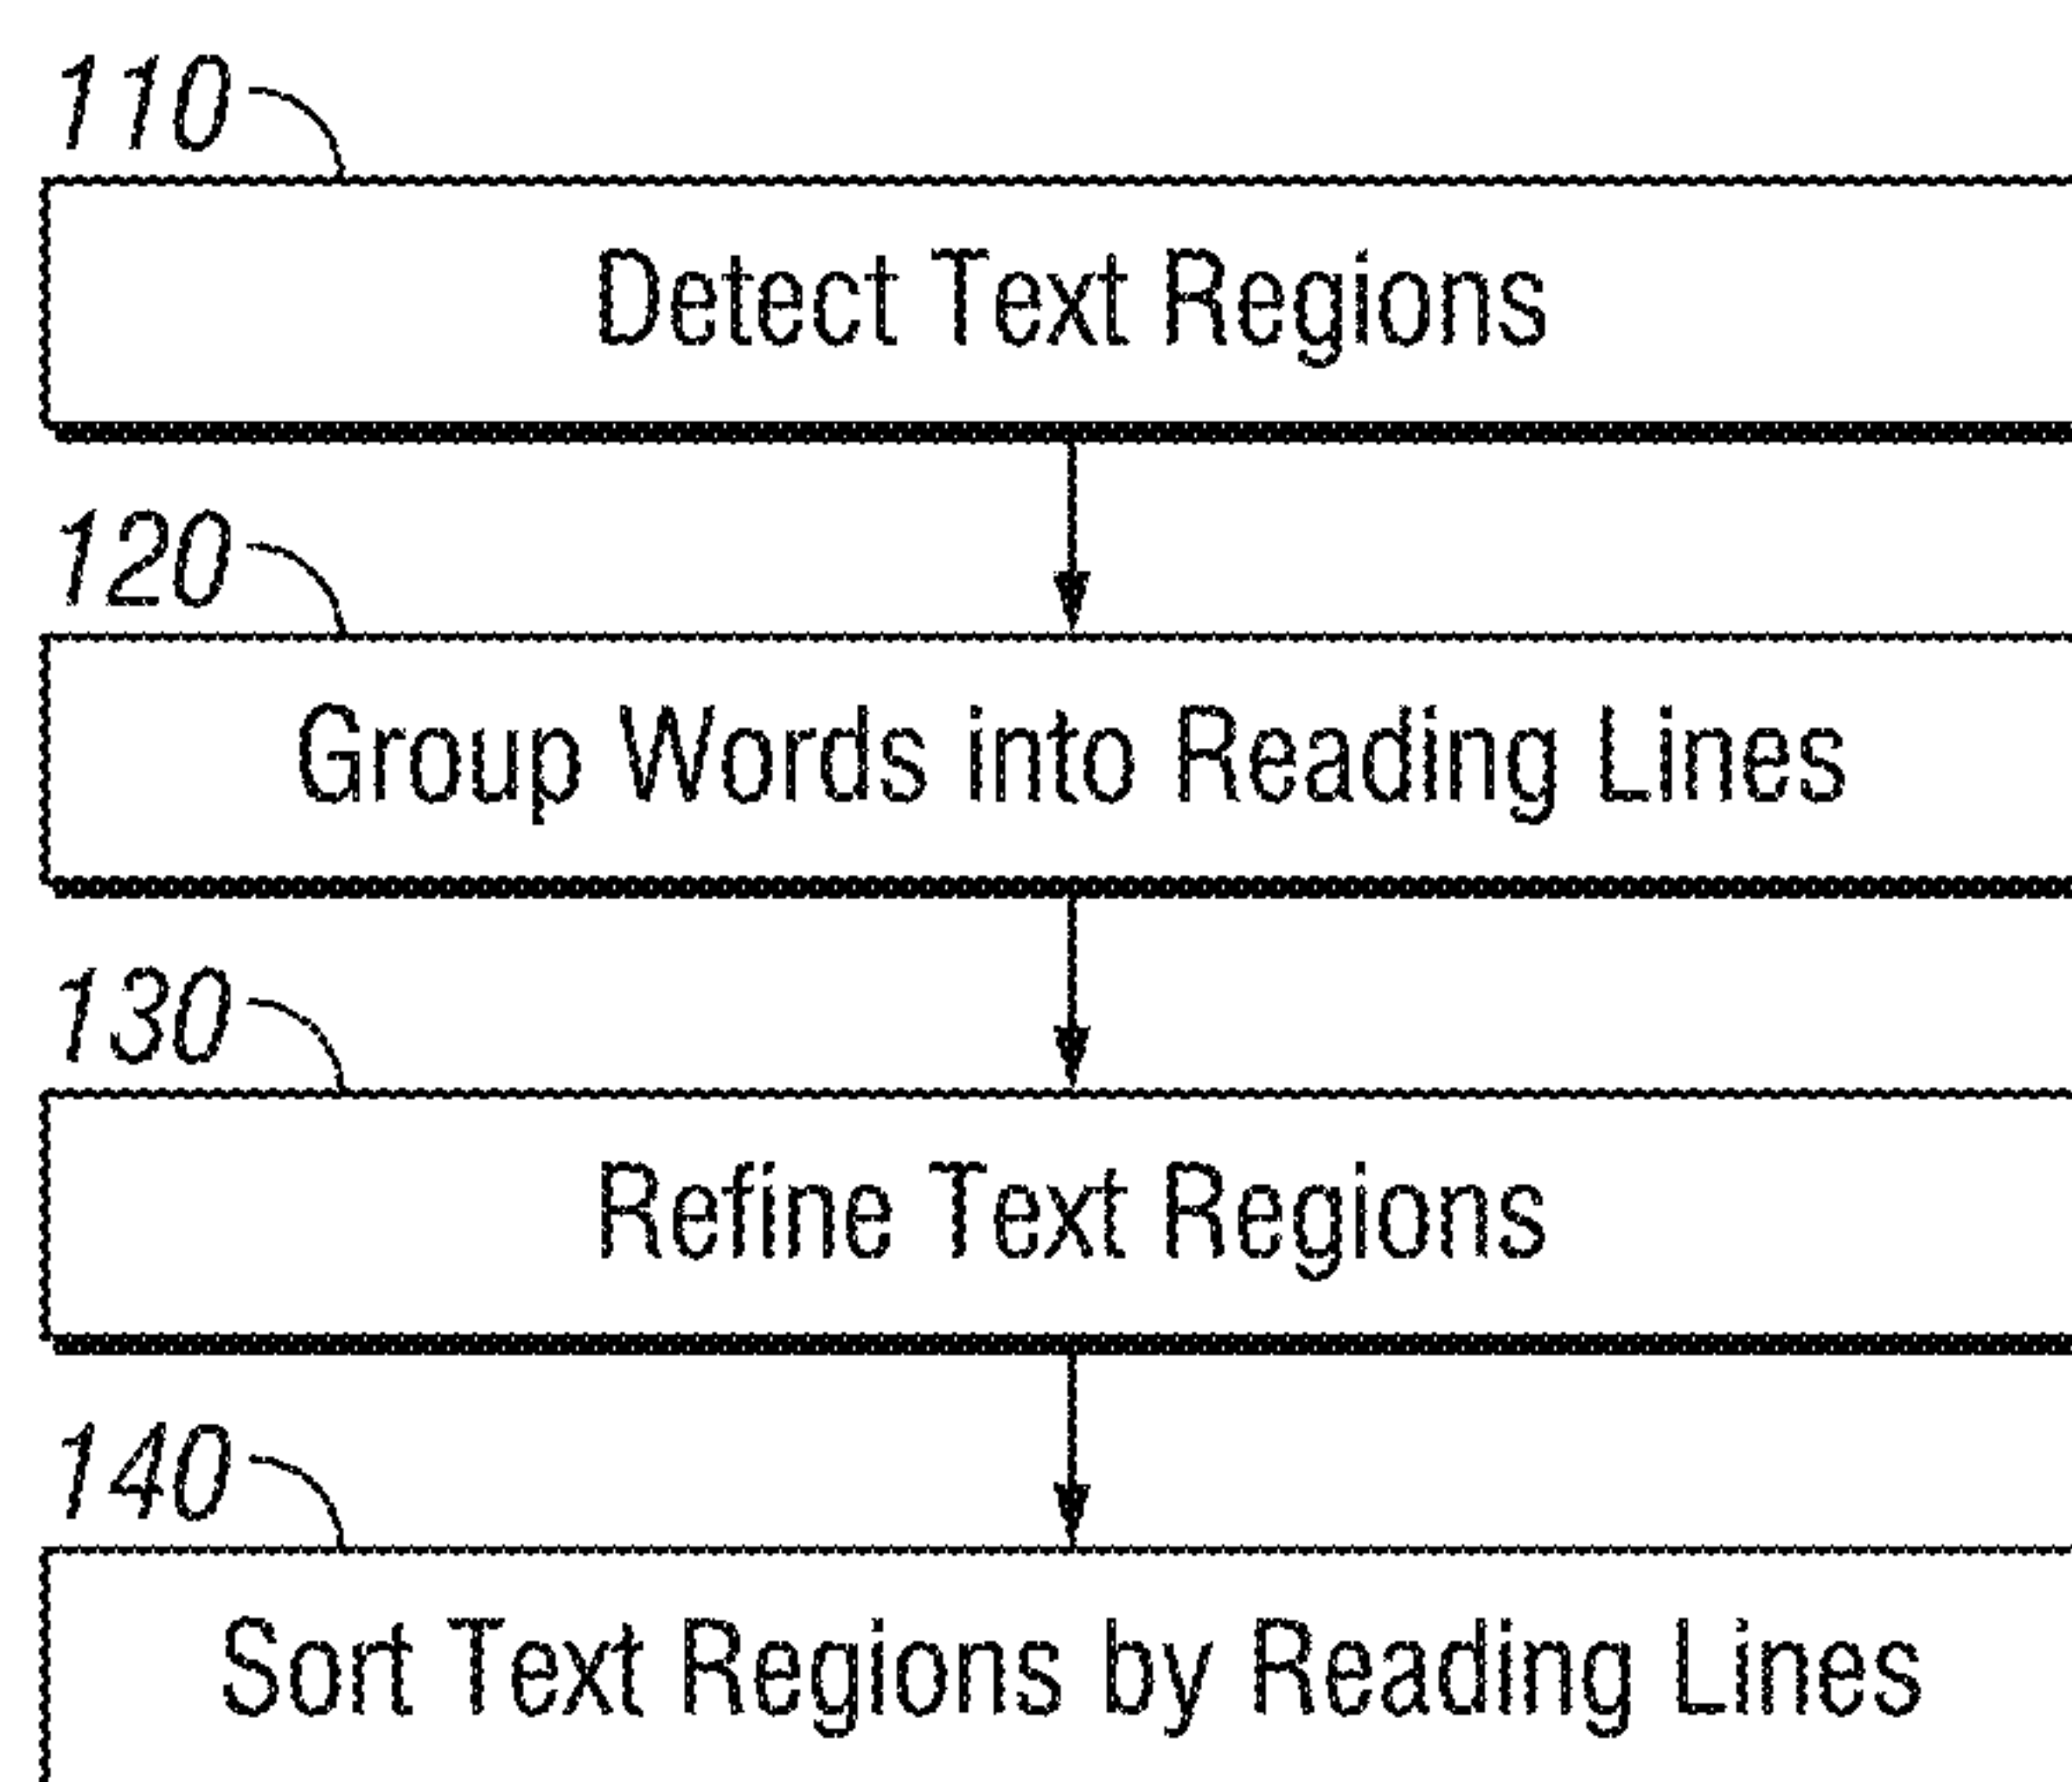 110
Detect Text Regions
120
Group Words into Reading Lines
130
Refine Text Regions
140
Sort Text Regions by Reading Lines